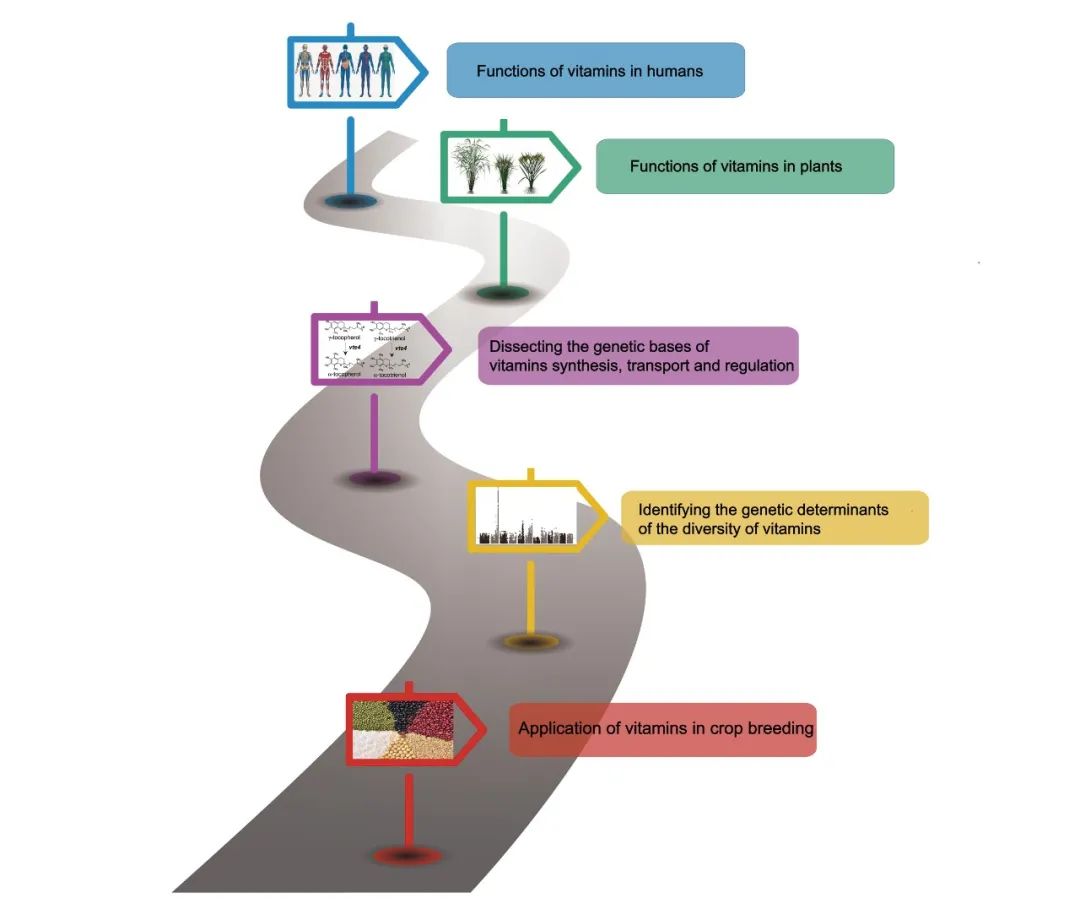 Functions of vitamins in humans
Functions of vitamins in plants
γ-tocopherol γ-tocotrienol
vte4 vte4
α-tocopherol α-tocotrienol
Dissecting the genetic bases of
vitamins synthesis, transport and regulation
Identifying the genetic determinants
of the diversity of vitamins
Application of vitamins in crop breeding